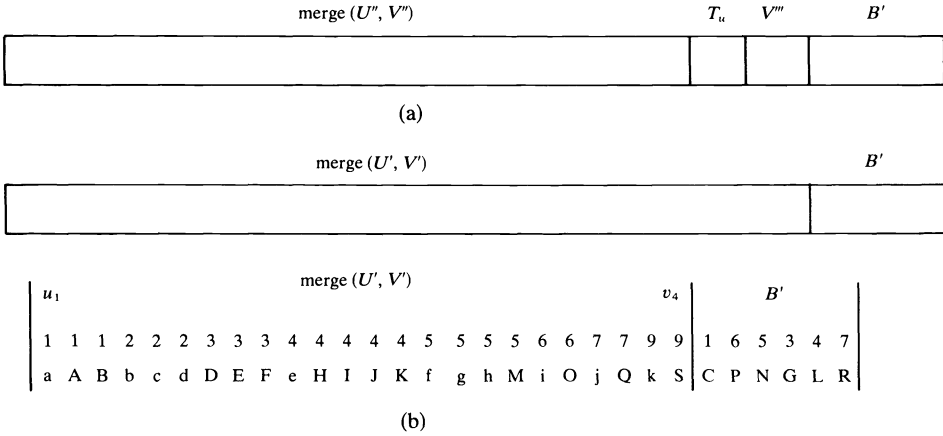 merge (U″, V″) T_u V‴ B′
(a)
merge (U′, V′) B′
merge (U′, V′)
u₁ v₄ B′
1 1 1 2 2 2 3 3 3 4 4 4 4 4 5 5 5 5 6 6 7 7 9 9 1 6 5 3 4 7
a A B b c d D E F e H I J K f g h M i O j Q k S C P N G L R
(b)